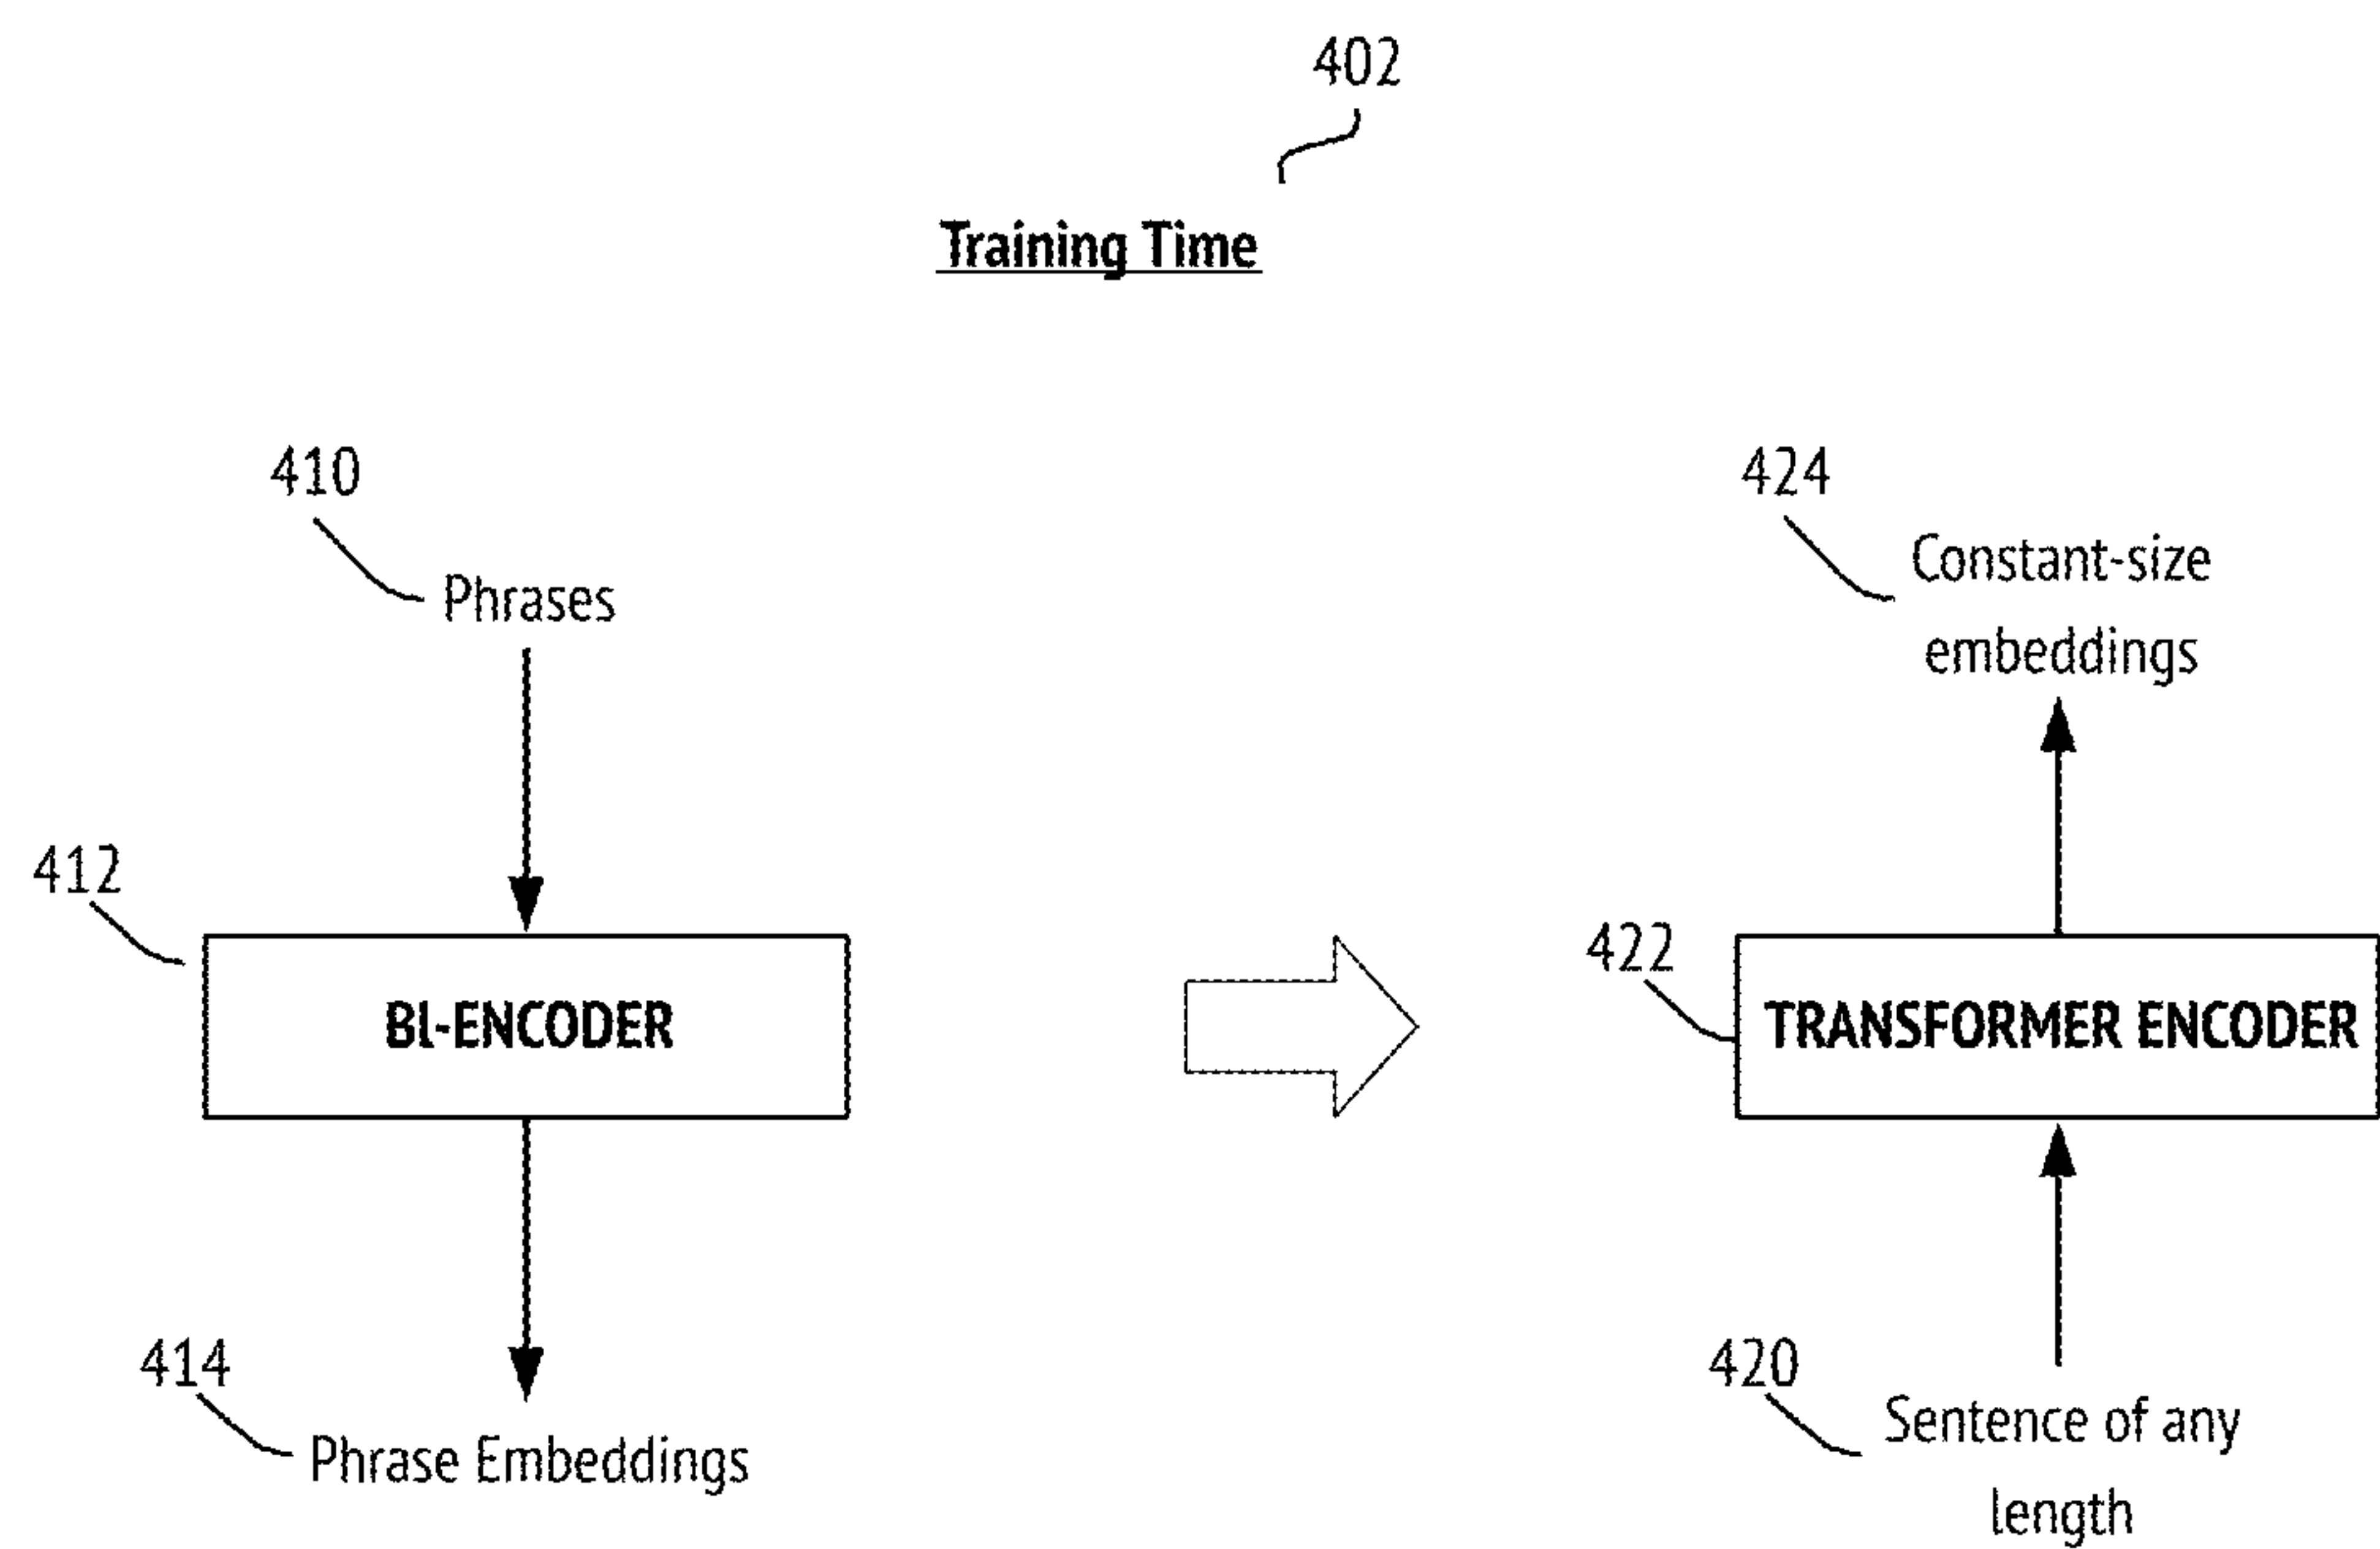 402
Training Time
410
Phrases
412
BI-ENCODER
414
Phrase Embeddings
424
Constant-size
embeddings
422
TRANSFORMER ENCODER
420
Sentence of any
length